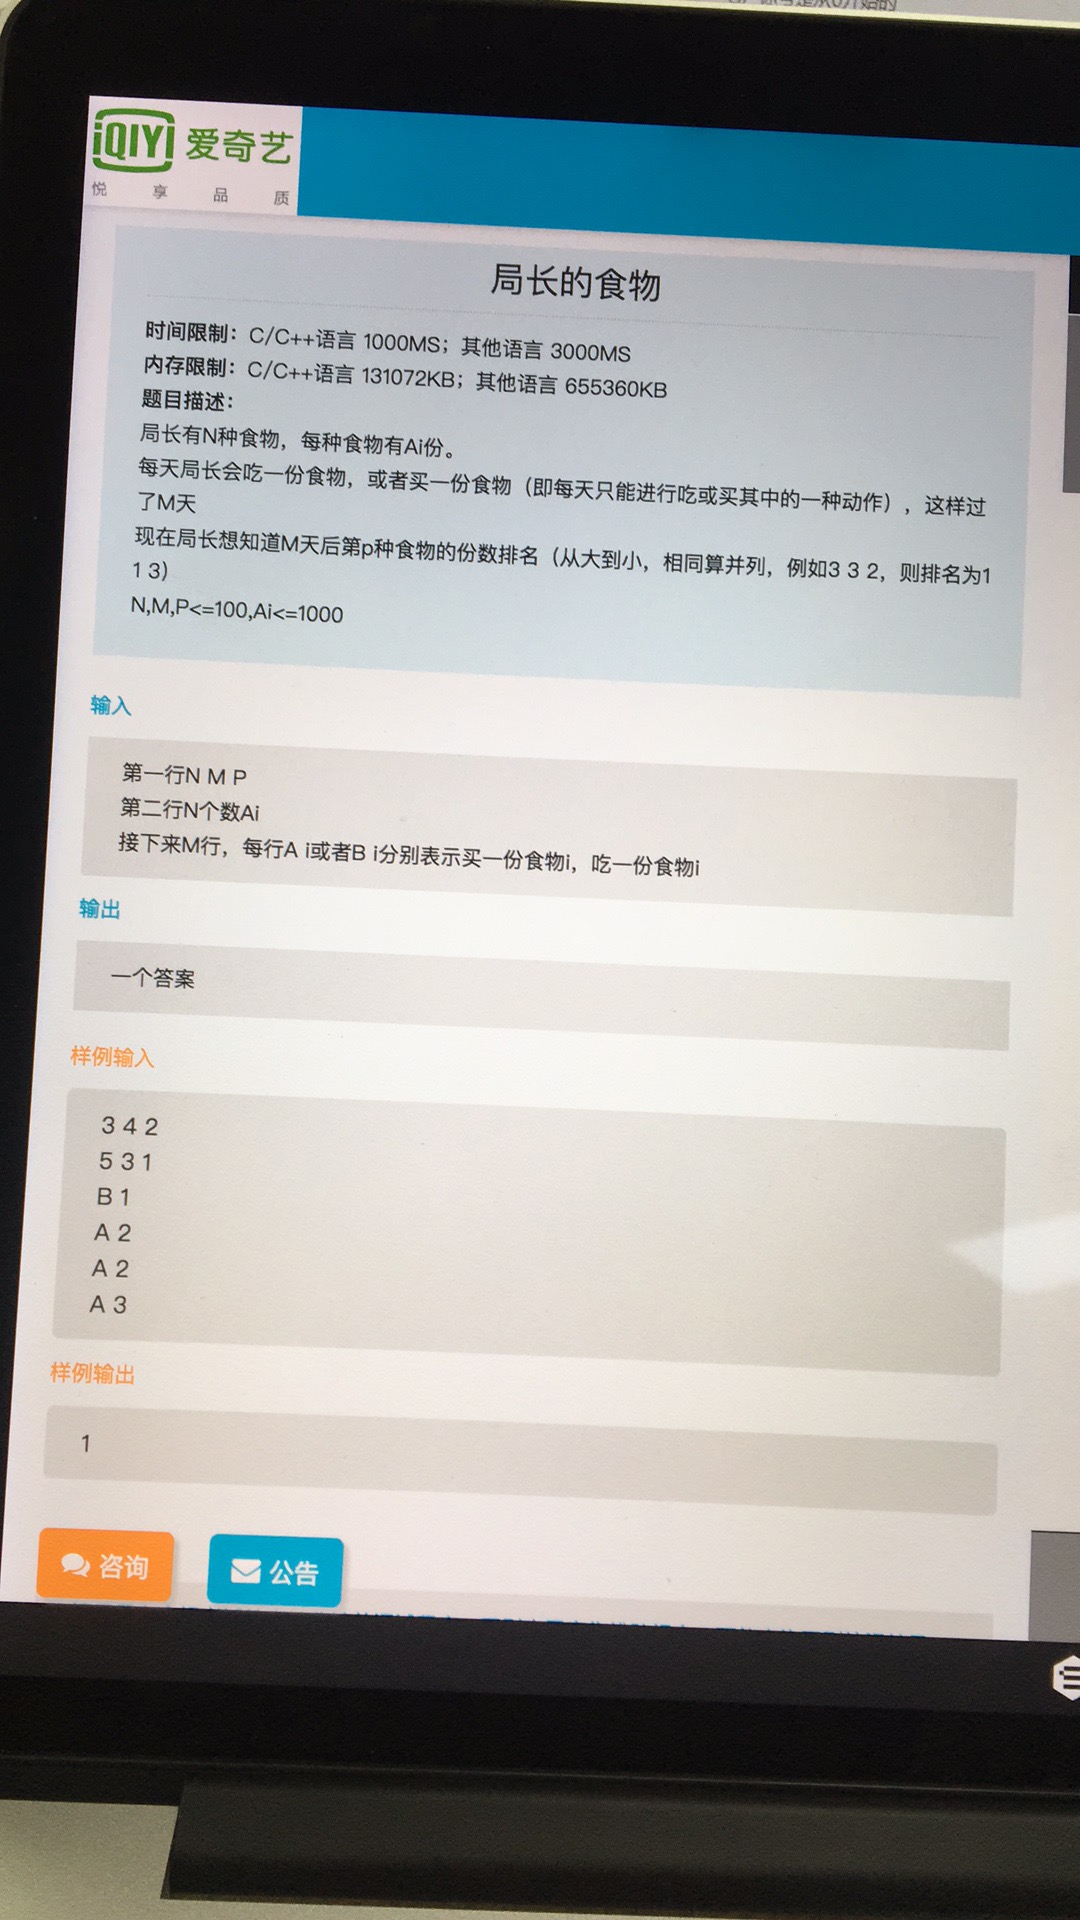 iQIYI 爱奇艺
悦享品质
局长的食物
时间限制：C/C++语言 1000MS；其他语言 3000MS
内存限制：C/C++语言 131072KB；其他语言 655360KB
题目描述：
局长有N种食物，每种食物有Ai份。
每天局长会吃一份食物，或者买一份食物（即每天只能进行吃或买其中的一种动作），这样过
了M天
现在局长想知道M天后第p种食物的份数排名（从大到小，相同算并列，例如3 3 2，则排名为1
1 3）
N,M,P<=100,Ai<=1000
输入
第一行N M P
第二行N个数Ai
接下来M行，每行A i或者B i分别表示买一份食物i，吃一份食物i
输出
一个答案
样例输入
3 4 2
5 3 1
B 1
A 2
A 2
A 3
样例输出
1
咨询
公告